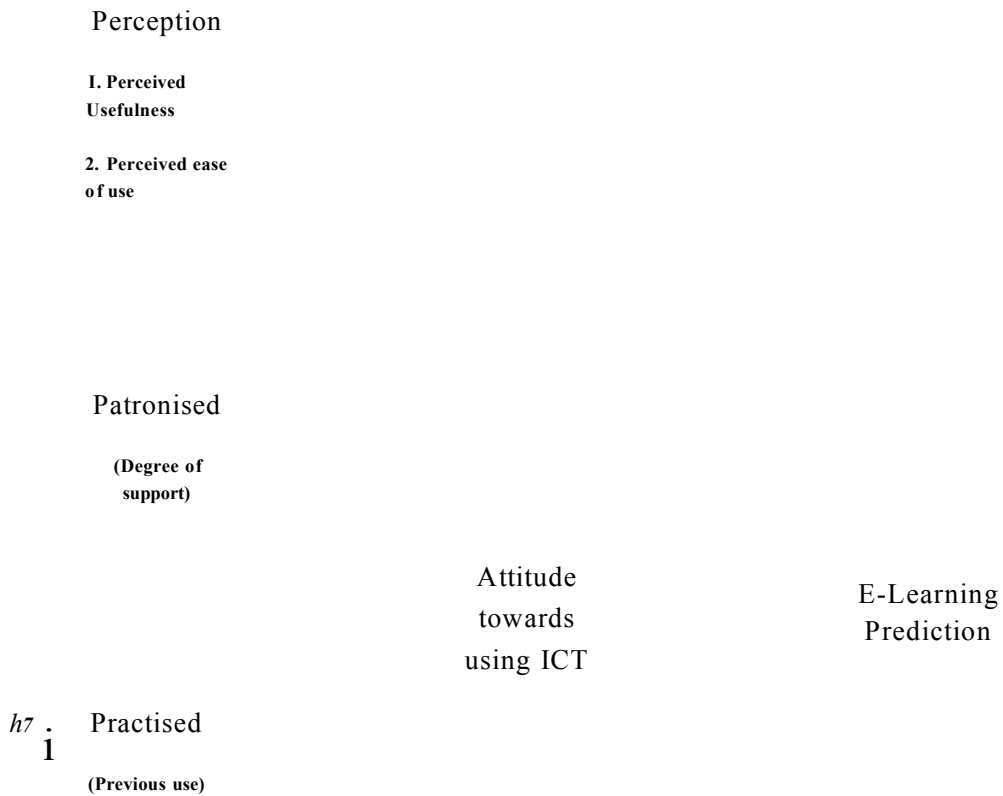 Perception
I. Perceived
Usefulness
2. Perceived ease
of use
Patronised
(Degree of
support)
Attitude
towards
using ICT
E-Learning
Prediction
h7 i Practised
(Previous use)